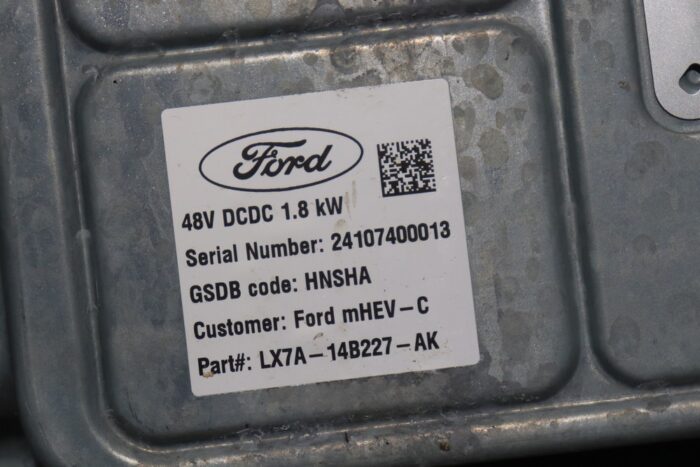 Ford
48V DCDC 1.8 kW
Serial Number: 24107400013
GSDB code: HNSHA
Customer: Ford mHEV-C
Part#: LX7A-14B227-AK